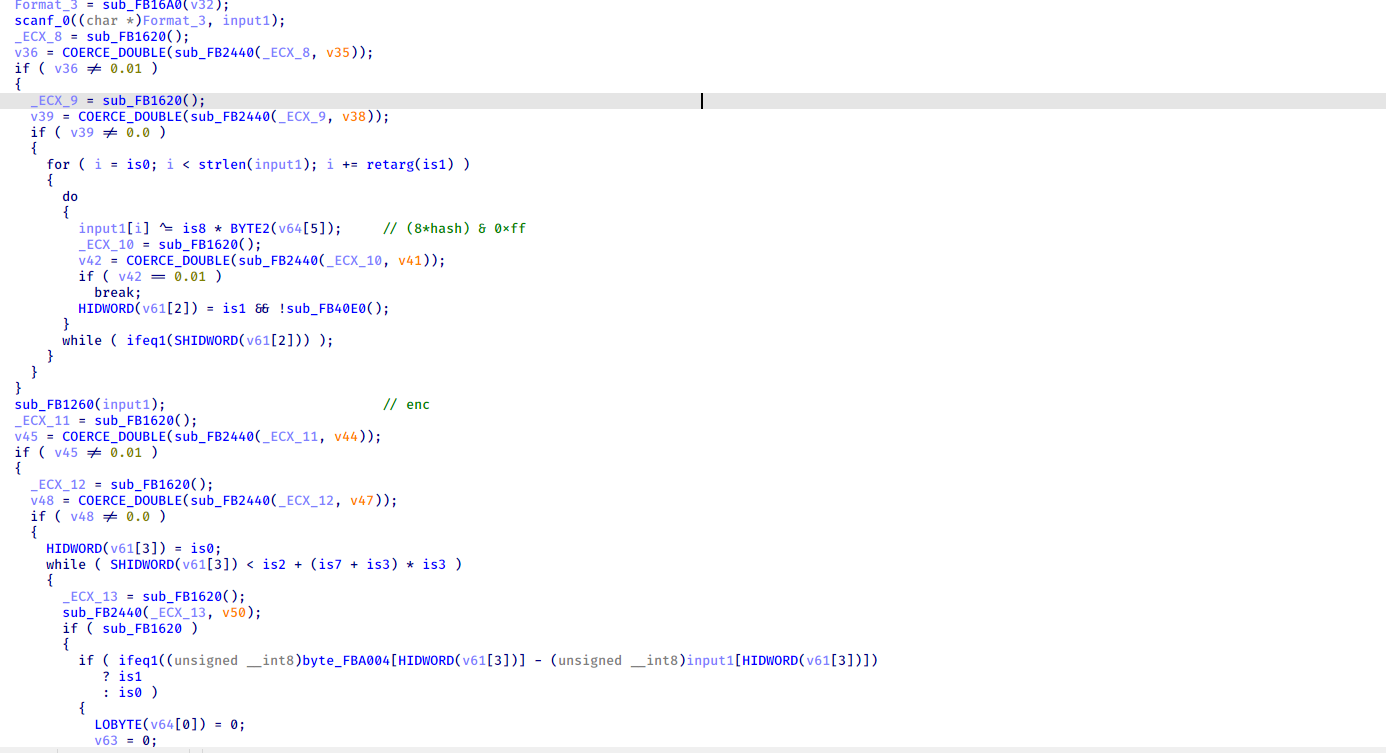 Format_3 = sub_FB16A0(v32);
scanf_0((char *)Format_3, input1);
_ECX_8 = sub_FB1620();
v36 = COERCE_DOUBLE(sub_FB2440(_ECX_8, v35));
if ( v36 != 0.01 )
{
_ECX_9 = sub_FB1620();
v39 = COERCE_DOUBLE(sub_FB2440(_ECX_9, v38));
if ( v39 != 0.0 )
{
for ( i = is0; i < strlen(input1); i += retarg(is1) )
{
do
{
input1[i] ^= is8 * BYTE2(v64[5]); // (8*hash) & 0xff
_ECX_10 = sub_FB1620();
v42 = COERCE_DOUBLE(sub_FB2440(_ECX_10, v41));
if ( v42 == 0.01 )
break;
HIDWORD(v61[2]) = is1 && !sub_FB40E0();
}
while ( ifeq1(SHIDWORD(v61[2])) );
}
}
}
sub_FB1260(input1); // enc
_ECX_11 = sub_FB1620();
v45 = COERCE_DOUBLE(sub_FB2440(_ECX_11, v44));
if ( v45 != 0.01 )
{
_ECX_12 = sub_FB1620();
v48 = COERCE_DOUBLE(sub_FB2440(_ECX_12, v47));
if ( v48 != 0.0 )
{
HIDWORD(v61[3]) = is0;
while ( SHIDWORD(v61[3]) < is2 + (is7 + is3) * is3 )
{
_ECX_13 = sub_FB1620();
sub_FB2440(_ECX_13, v50);
if ( sub_FB1620 )
{
if ( ifeq1((unsigned __int8)byte_FBA004[HIDWORD(v61[3])] - (unsigned __int8)input1[HIDWORD(v61[3])])
? is1
: is0 )
{
LOBYTE(v64[0]) = 0;
v63 = 0;